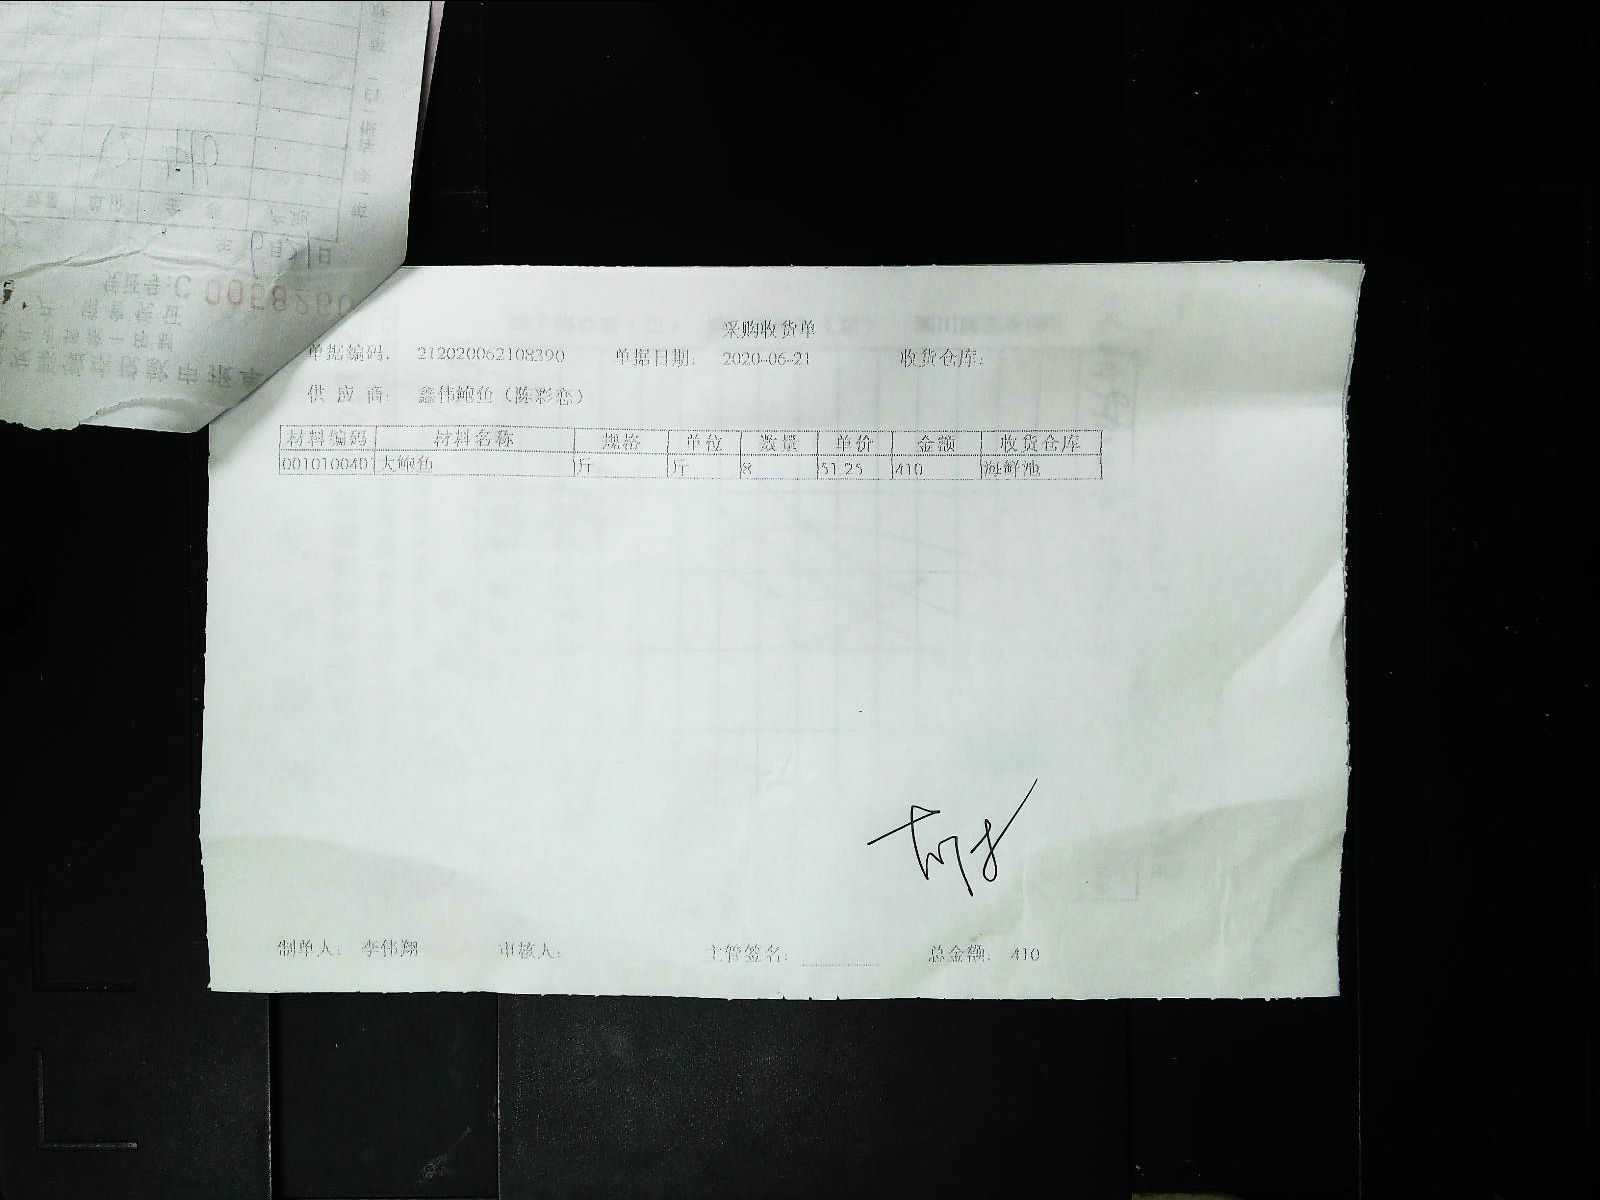 采购收货单
单据编码: 212020062108390 单据日期: 2020-06-21 收货仓库:
供 应 商: 鑫伟鲍鱼（陈彩恋）
材料编码 材料名称 规格 单位 数量 单价 金额 收货仓库
001010040 大鲍鱼 斤 斤 8 51.25 410 海鲜池
制单人: 李伟翔 审核人: 主管签名: 总金额: 410